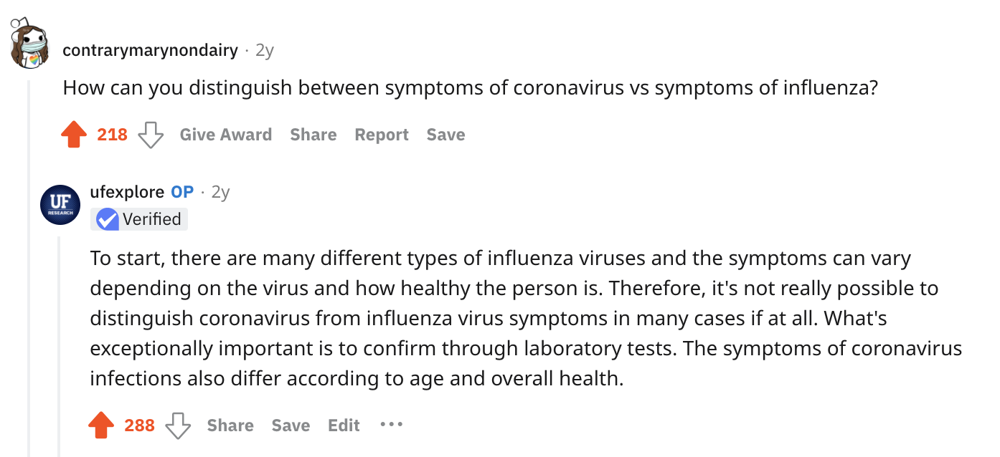 contrarymarynondairy · 2y
How can you distinguish between symptoms of coronavirus vs symptoms of influenza?
218 Give Award Share Report Save
UF
RESEARCH
ufexplore OP · 2y
Verified
To start, there are many different types of influenza viruses and the symptoms can vary
depending on the virus and how healthy the person is. Therefore, it's not really possible to
distinguish coronavirus from influenza virus symptoms in many cases if at all. What's
exceptionally important is to confirm through laboratory tests. The symptoms of coronavirus
infections also differ according to age and overall health.
288 Share Save Edit ···